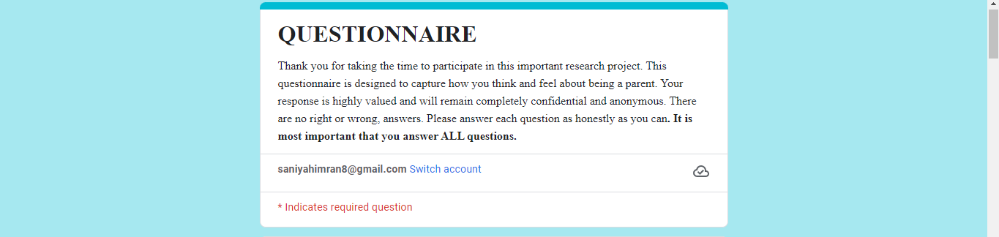 QUESTIONNAIRE
Thank you for taking the time to participate in this important research project. This
questionnaire is designed to capture how you think and feel about being a parent. Your
response is highly valued and will remain completely confidential and anonymous. There
are no right or wrong, answers. Please answer each question as honestly as you can. It is
most important that you answer ALL questions.
saniyahimran8@gmail.com Switch account
* Indicates required question